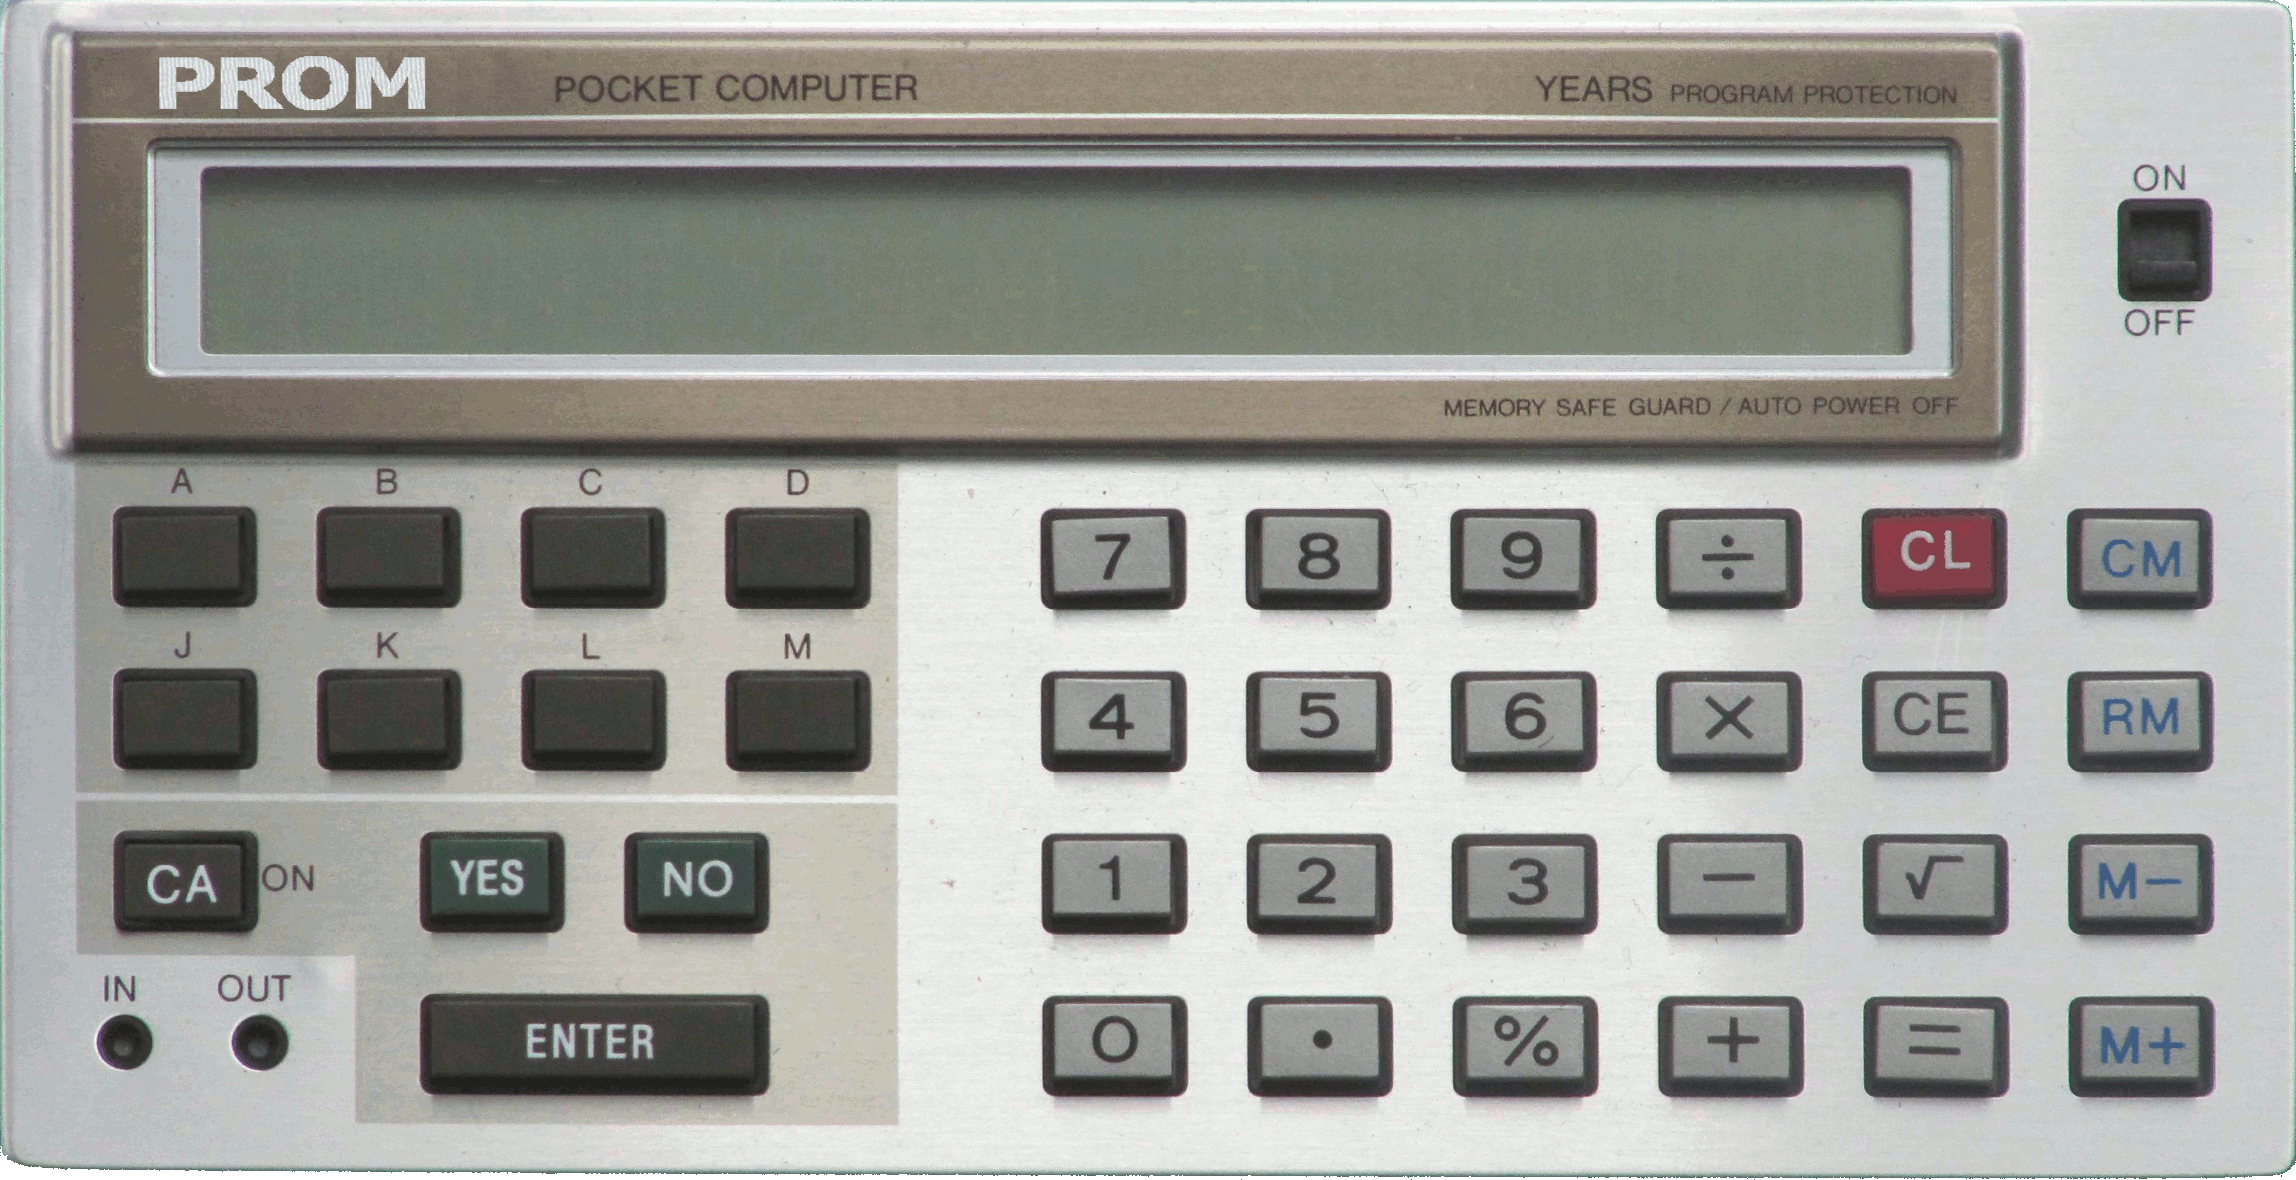 PROM POCKET COMPUTER YEARS PROGRAM PROTECTION
ON
OFF
MEMORY SAFE GUARD / AUTO POWER OFF
A B C D
7 8 9 ÷ CL CM
J K L M
4 5 6 × CE RM
CA ON YES NO
1 2 3 − √ M−
IN OUT
ENTER
0 . % + = M+